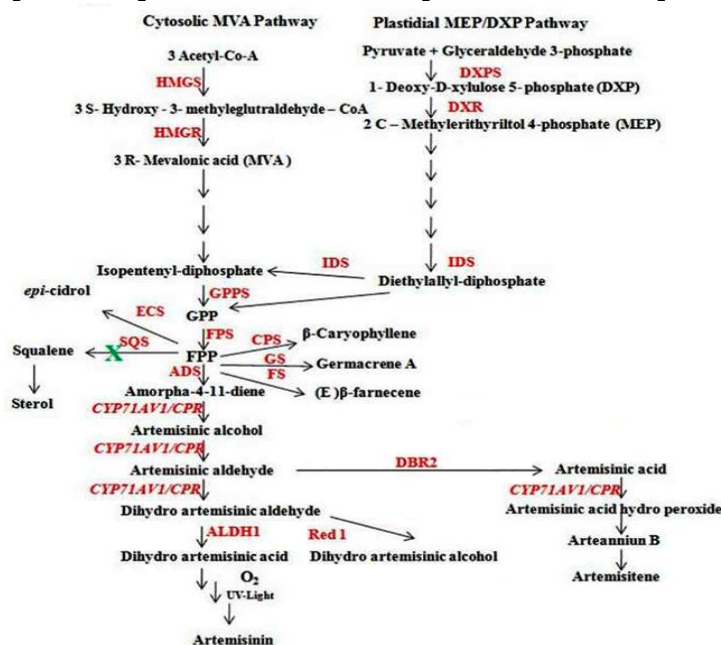 Cytosolic MVA Pathway
Plastidial MEP/DXP Pathway
3 Acetyl-Co-A
Pyruvate + Glyceraldehyde 3-phosphate
HMGS
DXPS
1- Deoxy-D-xylulose 5-phosphate (DXP)
3 S- Hydroxy - 3- methyleglutraldehyde – CoA
DXR
2 C – Methylerithyriltol 4-phosphate (MEP)
HMGR
3 R- Mevalonic acid (MVA)
Isopentenyl-diphosphate
IDS
IDS
Diethylallyl-diphosphate
epi-cidrol
GPPS
ECS
GPP
FPS
CPS
β-Caryophyllene
Squalene
X
SQS
FPP
GS
Germacrene A
ADS
FS
Sterol
Amorpha-4-11-diene
(E)β-farnecene
CYP71AV1/CPR
Artemisinic alcohol
CYP71AV1/CPR
Artemisinic aldehyde
DBR2
Artemisinic acid
CYP71AV1/CPR
CYP71AV1/CPR
Dihydro artemisinic aldehyde
Artemisinic acid hydro peroxide
ALDH1
Red 1
Arteanniun B
Dihydro artemisinic acid
Dihydro artemisinic alcohol
Artemisitene
O2
UV-Light
Artemisinin